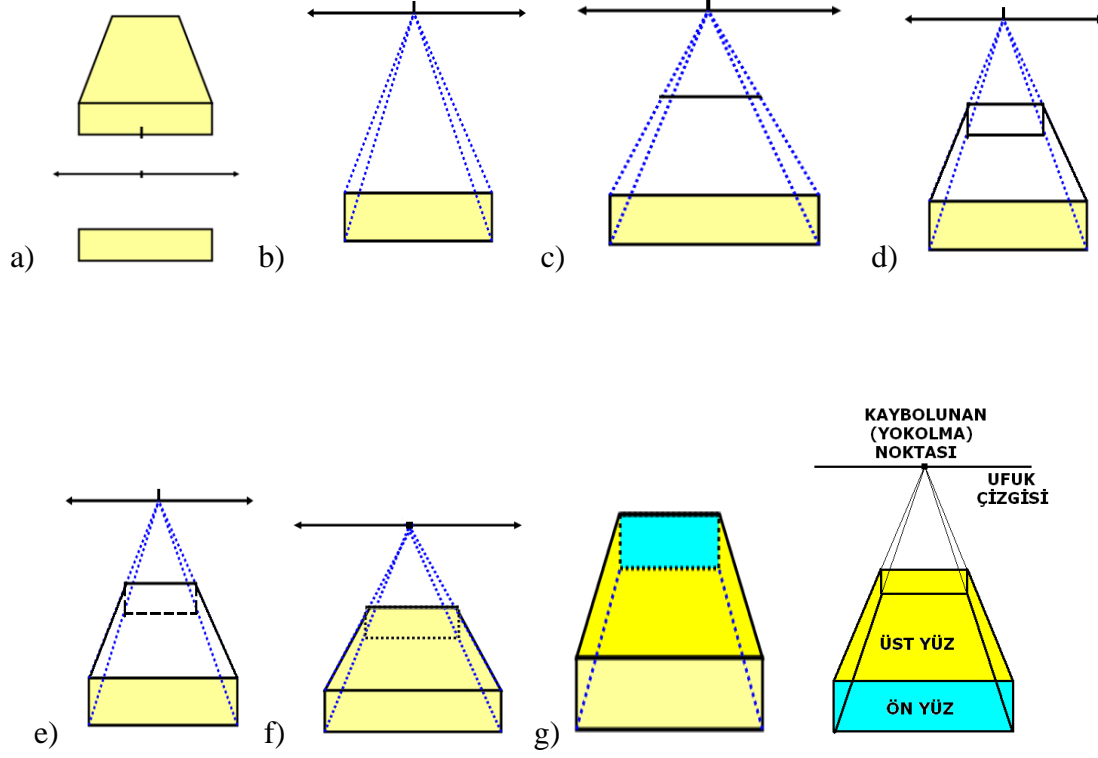 a)
b)
c)
d)
KAYBOLUNAN
(YOKOLMA)
NOKTASI
UFUK
ÇİZGİSİ
ÜST YÜZ
ÖN YÜZ
e)
f)
g)